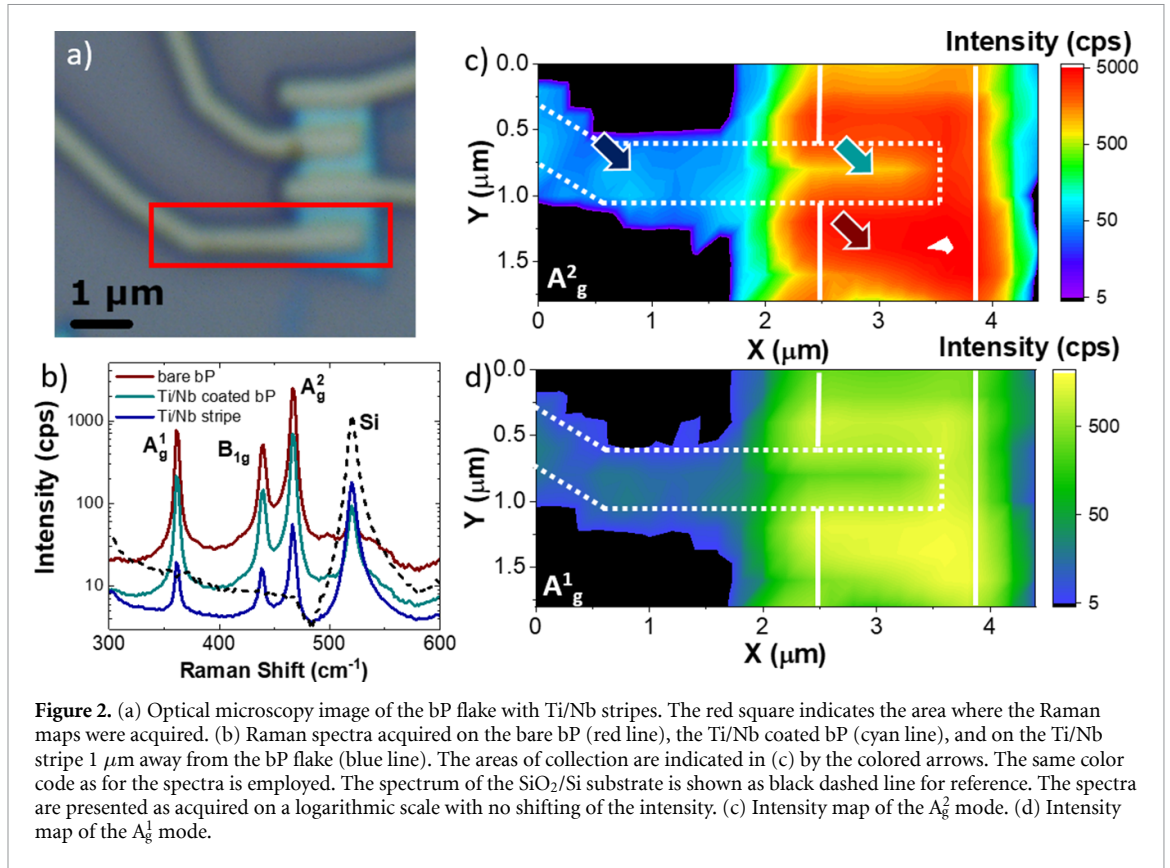 a)
1 μm
b)
bare bP
Ti/Nb coated bP
Ti/Nb stripe
A¹g
B1g
A²g
Si
Intensity (cps)
1000
100
10
300
400
500
600
Raman Shift (cm⁻¹)
c)
Intensity (cps)
5000
500
50
5
0.0
0.5
1.0
1.5
Y (μm)
A²g
0
1
2
3
4
X (μm)
d)
Intensity (cps)
500
50
5
0.0
0.5
1.0
1.5
Y (μm)
A¹g
0
1
2
3
4
X (μm)
Figure 2. (a) Optical microscopy image of the bP flake with Ti/Nb stripes. The red square indicates the area where the Raman
maps were acquired. (b) Raman spectra acquired on the bare bP (red line), the Ti/Nb coated bP (cyan line), and on the Ti/Nb
stripe 1 μm away from the bP flake (blue line). The areas of collection are indicated in (c) by the colored arrows. The same color
code as for the spectra is employed. The spectrum of the SiO₂/Si substrate is shown as black dashed line for reference. The spectra
are presented as acquired on a logarithmic scale with no shifting of the intensity. (c) Intensity map of the A²g mode. (d) Intensity
map of the A¹g mode.